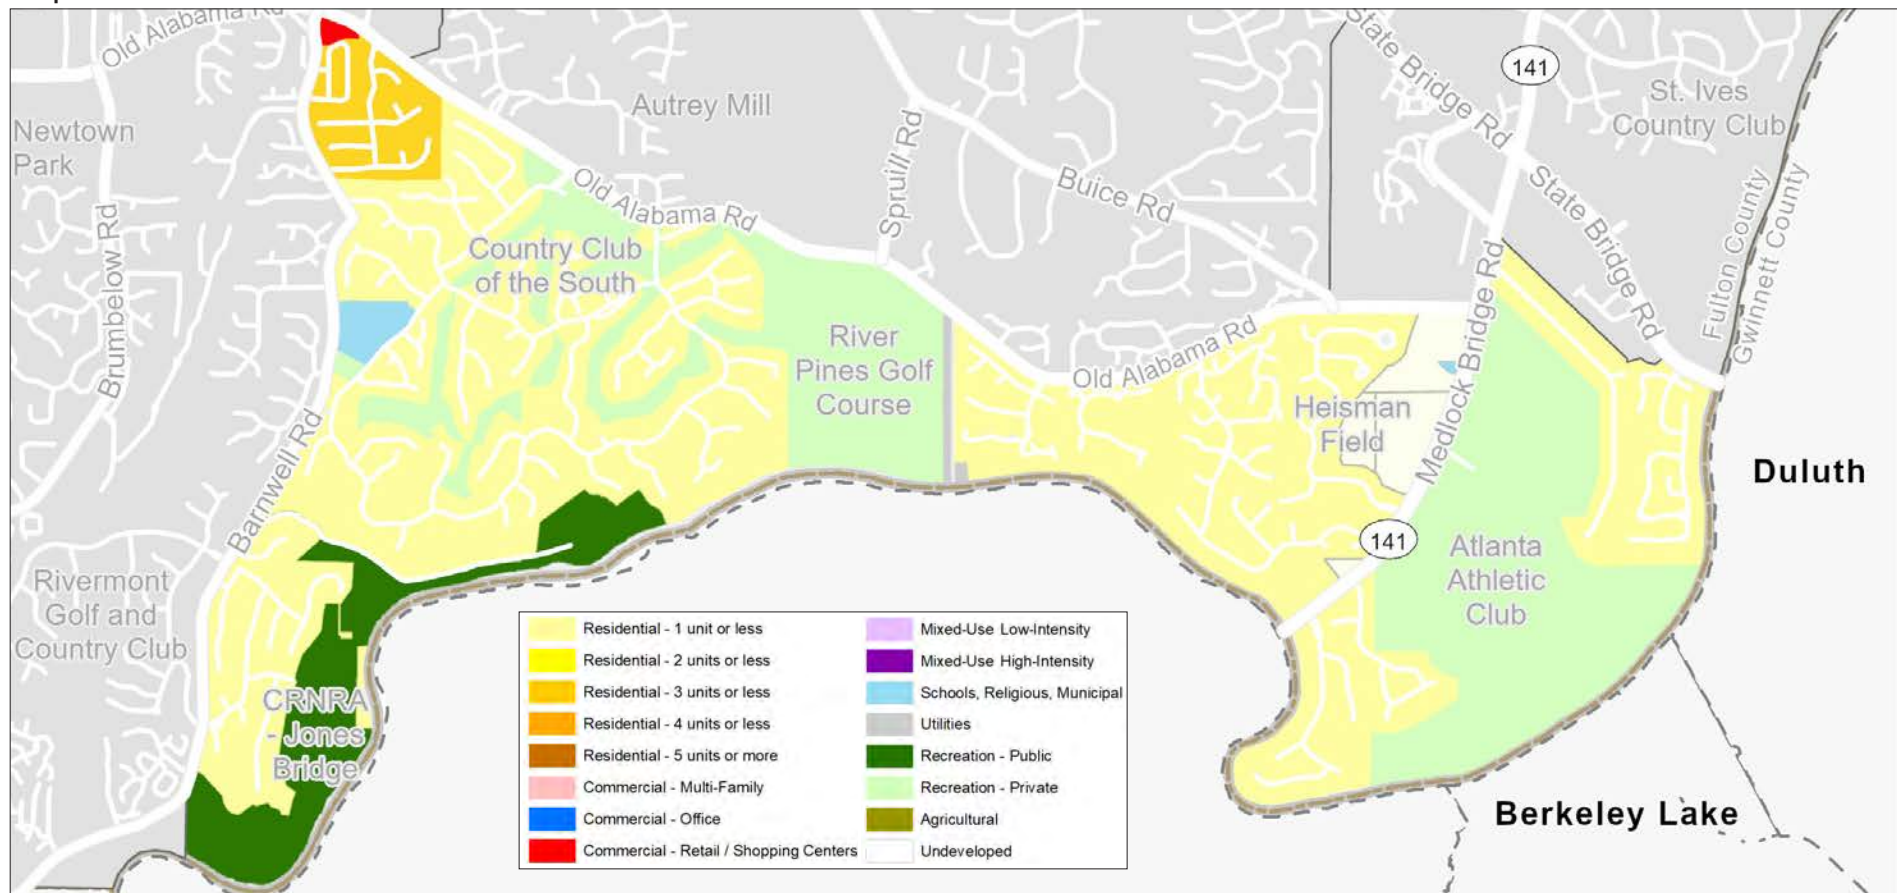 Old Alabama Rd
Newtown
Park
Brumbelow Rd
Barnwell Rd
Rivermont
Golf and
Country Club
CRNRA
- Jones
Bridge
Country Club
of the South
Old Alabama Rd
Autrey Mill
Spruill Rd
Buice Rd
River
Pines Golf
Course
Old Alabama Rd
Heisman
Field
Medlock Bridge Rd
141
141
State Bridge Rd
State Bridge Rd
St. Ives
Country Club
Fulton County
Gwinnett County
Atlanta
Athletic
Club
Duluth
Berkeley Lake
Residential - 1 unit or less
Residential - 2 units or less
Residential - 3 units or less
Residential - 4 units or less
Residential - 5 units or more
Commercial - Multi-Family
Commercial - Office
Commercial - Retail / Shopping Centers
Mixed-Use Low-Intensity
Mixed-Use High-Intensity
Schools, Religious, Municipal
Utilities
Recreation - Public
Recreation - Private
Agricultural
Undeveloped